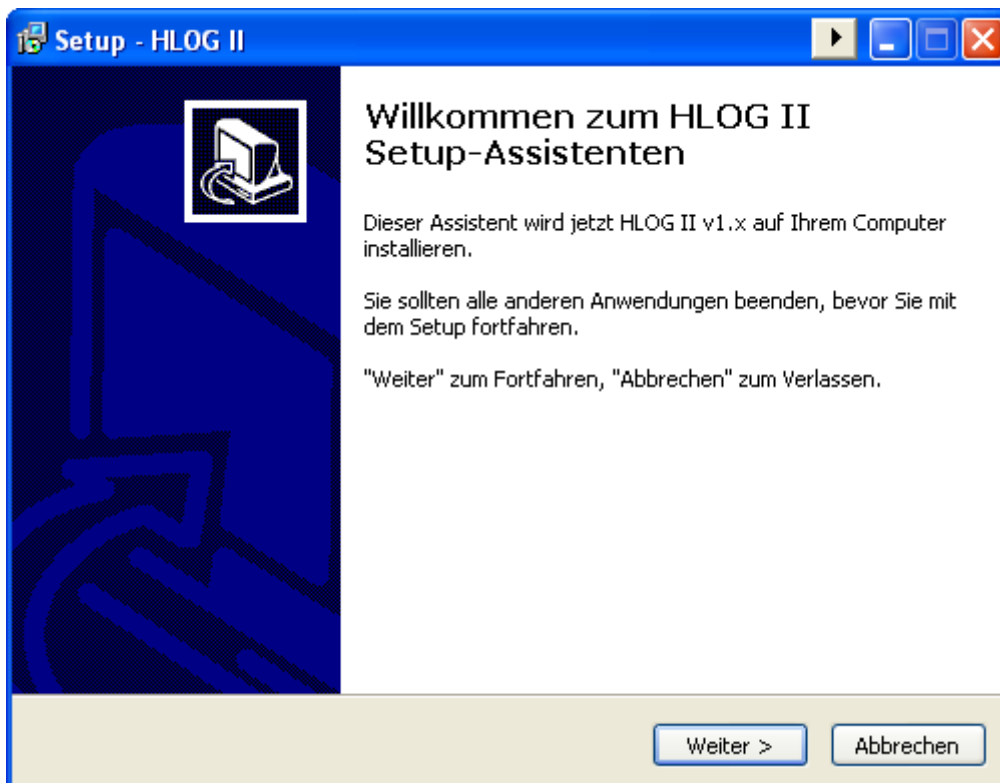 Setup - HLOG II
Willkommen zum HLOG II
Setup-Assistenten
Dieser Assistent wird jetzt HLOG II v1.x auf Ihrem Computer
installieren.
Sie sollten alle anderen Anwendungen beenden, bevor Sie mit
dem Setup fortfahren.
"Weiter" zum Fortfahren, "Abbrechen" zum Verlassen.
Weiter >
Abbrechen